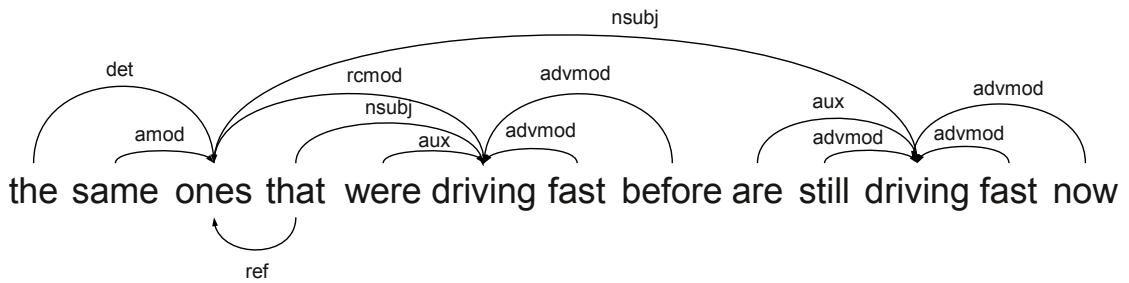 nsubj
det rcmod advmod advmod
nsubj aux
amod aux advmod advmod advmod
the same ones that were driving fast before are still driving fast now
ref